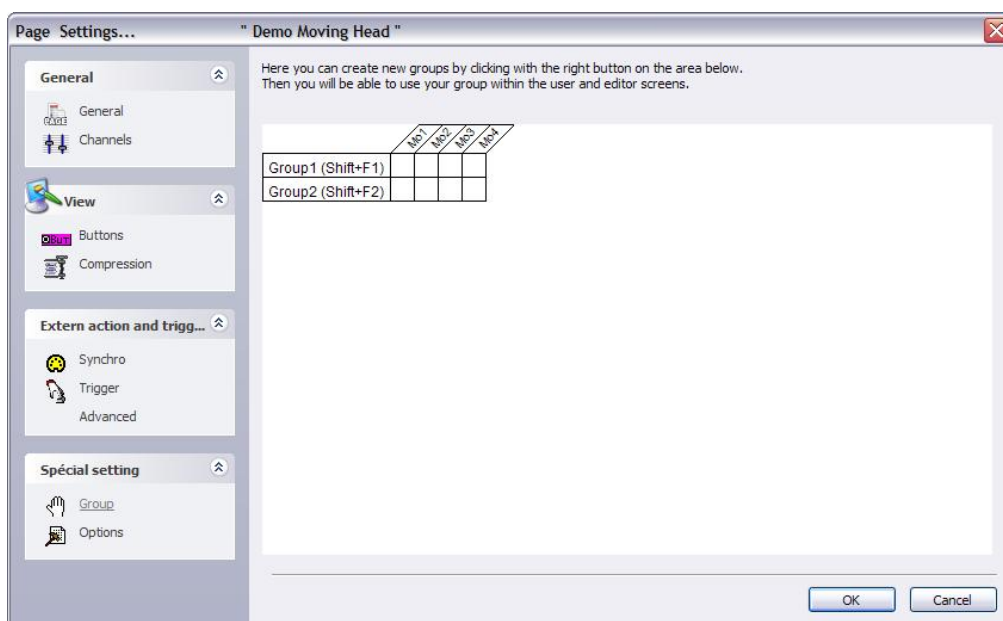 Page Settings... " Demo Moving Head "
General
General
PAGE
Channels
View
Buttons
Compression
Extern action and trigg...
Synchro
Trigger
Advanced
Spécial setting
Group
Options
Here you can create new groups by clicking with the right button on the area below.
Then you will be able to use your group within the user and editor screens.
Mo1 Mo2 Mo3 Mo4
Group1 (Shift+F1)
Group2 (Shift+F2)
OK Cancel